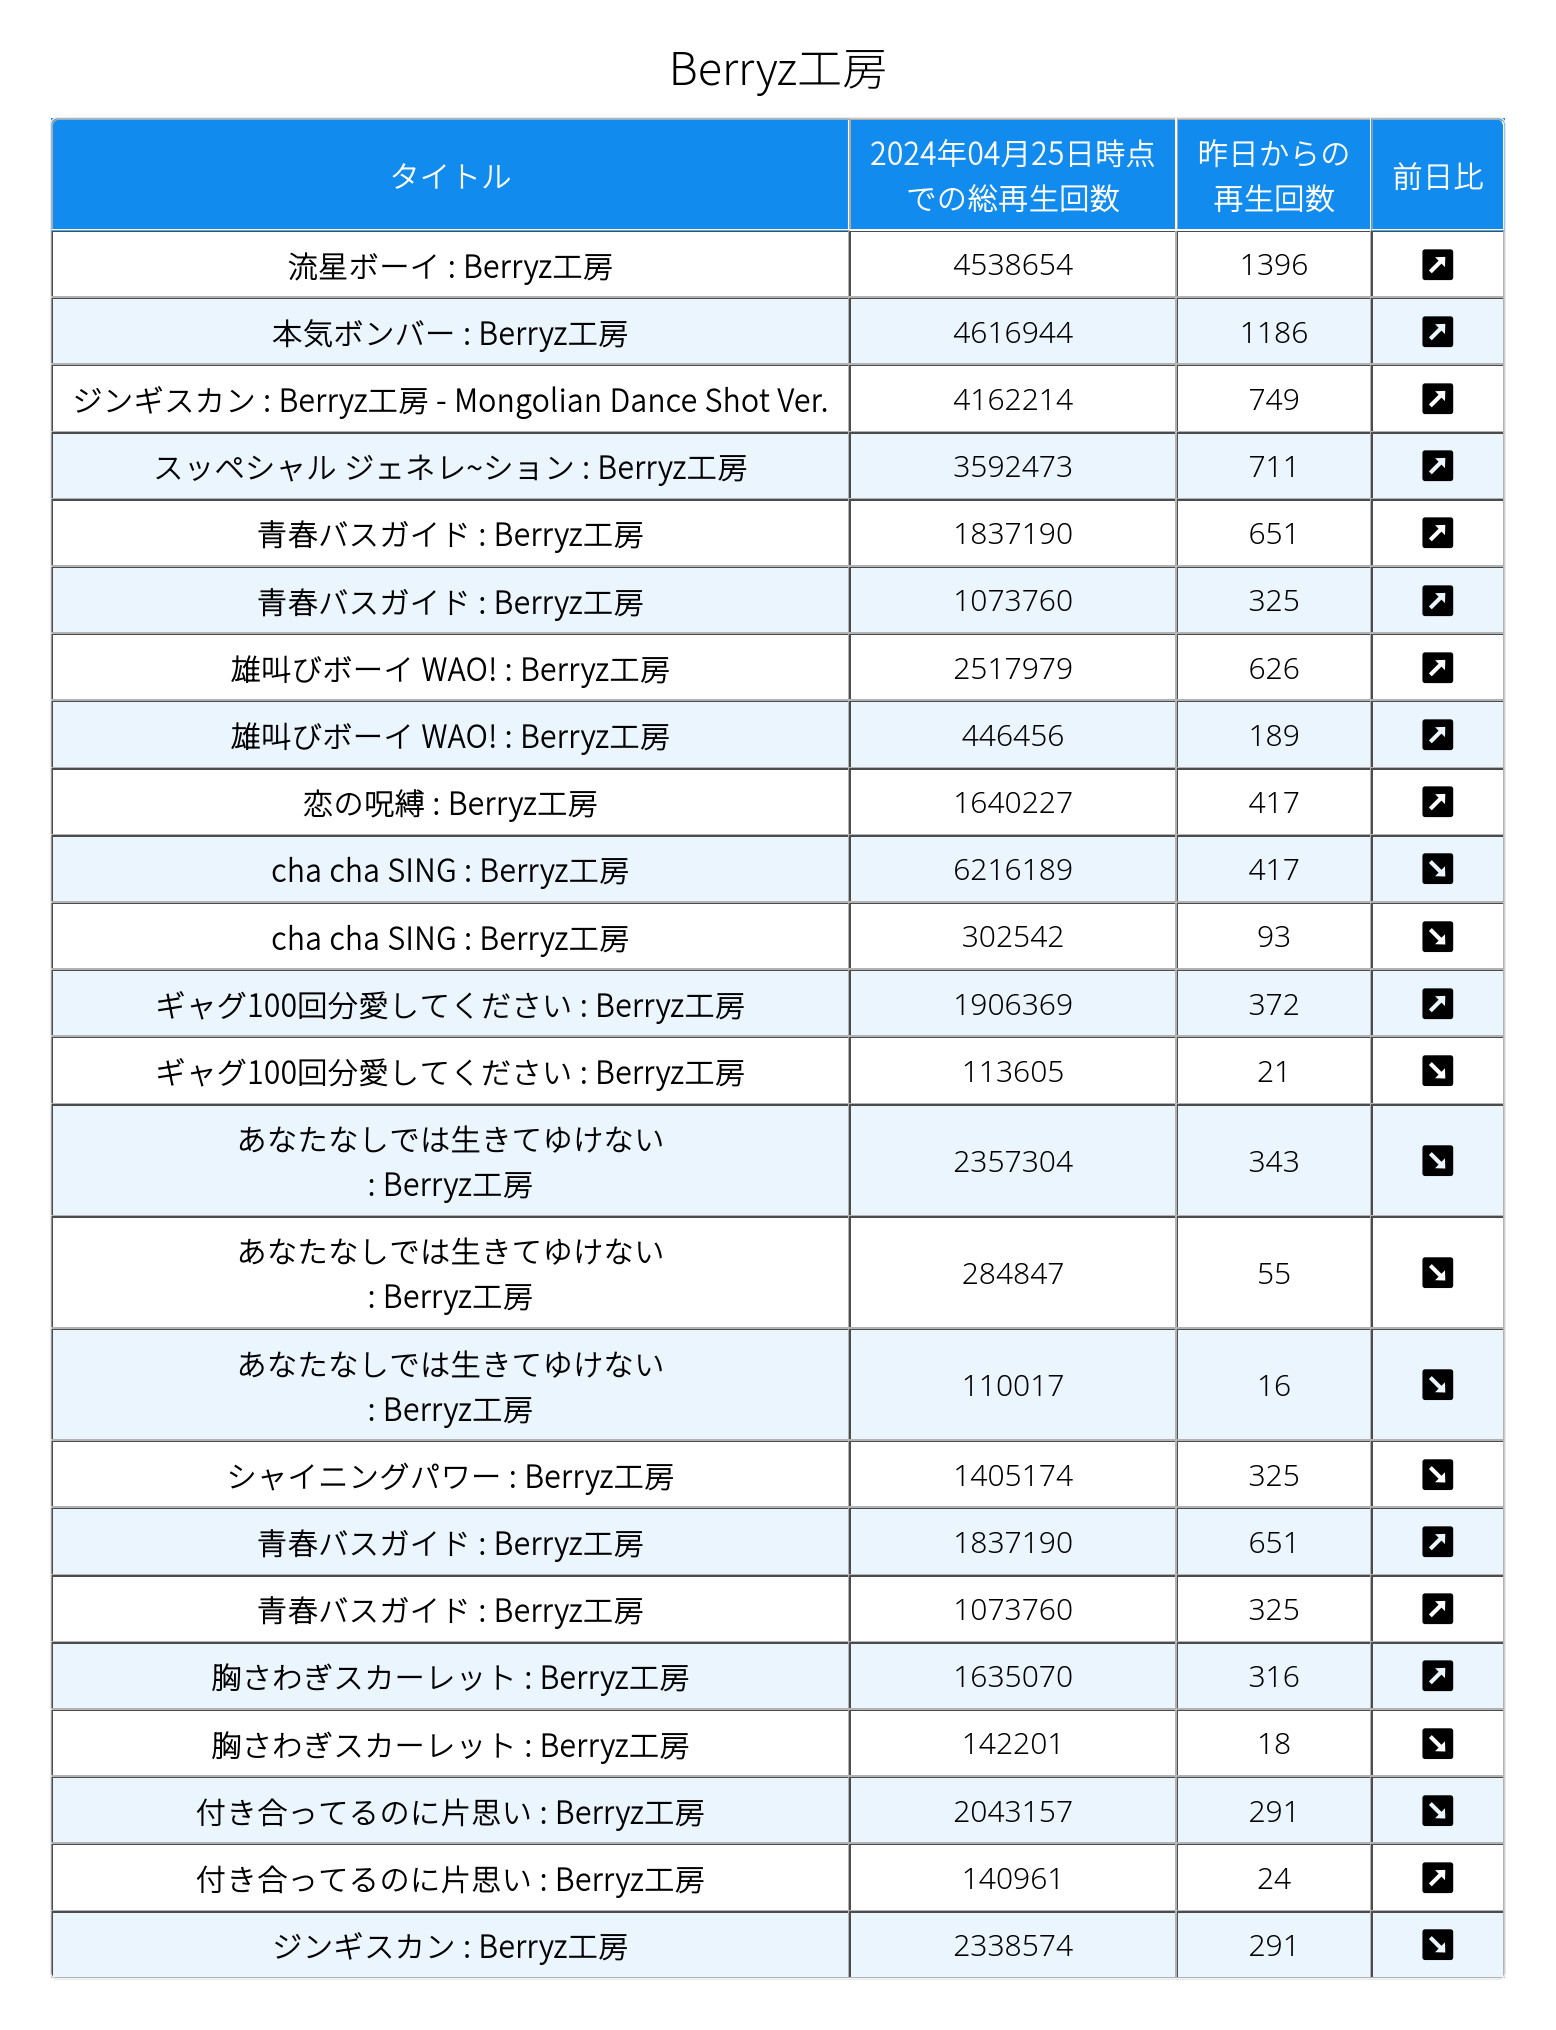 Berryz工房
タイトル
2024年04月25日時点
での総再生回数
昨日からの
再生回数
前日比
流星ボーイ : Berryz工房 4538654 1396
本気ボンバー : Berryz工房 4616944 1186
ジンギスカン : Berryz工房 - Mongolian Dance Shot Ver. 4162214 749
スッペシャル ジェネレ~ション : Berryz工房 3592473 711
青春バスガイド : Berryz工房 1837190 651
青春バスガイド : Berryz工房 1073760 325
雄叫びボーイ WAO! : Berryz工房 2517979 626
雄叫びボーイ WAO! : Berryz工房 446456 189
恋の呪縛 : Berryz工房 1640227 417
cha cha SING : Berryz工房 6216189 417
cha cha SING : Berryz工房 302542 93
ギャグ100回分愛してください : Berryz工房 1906369 372
ギャグ100回分愛してください : Berryz工房 113605 21
あなたなしでは生きてゆけない
: Berryz工房 2357304 343
あなたなしでは生きてゆけない
: Berryz工房 284847 55
あなたなしでは生きてゆけない
: Berryz工房 110017 16
シャイニングパワー : Berryz工房 1405174 325
青春バスガイド : Berryz工房 1837190 651
青春バスガイド : Berryz工房 1073760 325
胸さわぎスカーレット : Berryz工房 1635070 316
胸さわぎスカーレット : Berryz工房 142201 18
付き合ってるのに片思い : Berryz工房 2043157 291
付き合ってるのに片思い : Berryz工房 140961 24
ジンギスカン : Berryz工房 2338574 291